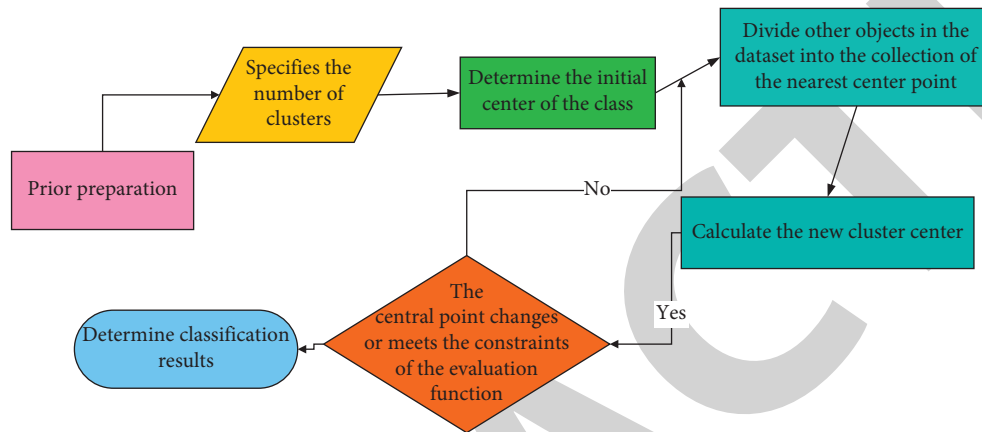 Prior preparation
Specifies the
number of
clusters
Determine the initial
center of the class
Divide other objects in the
dataset into the collection of
the nearest center point
Calculate the new cluster center
No
Yes
The
central point changes
or meets the constraints
of the evaluation
function
Determine classification
results